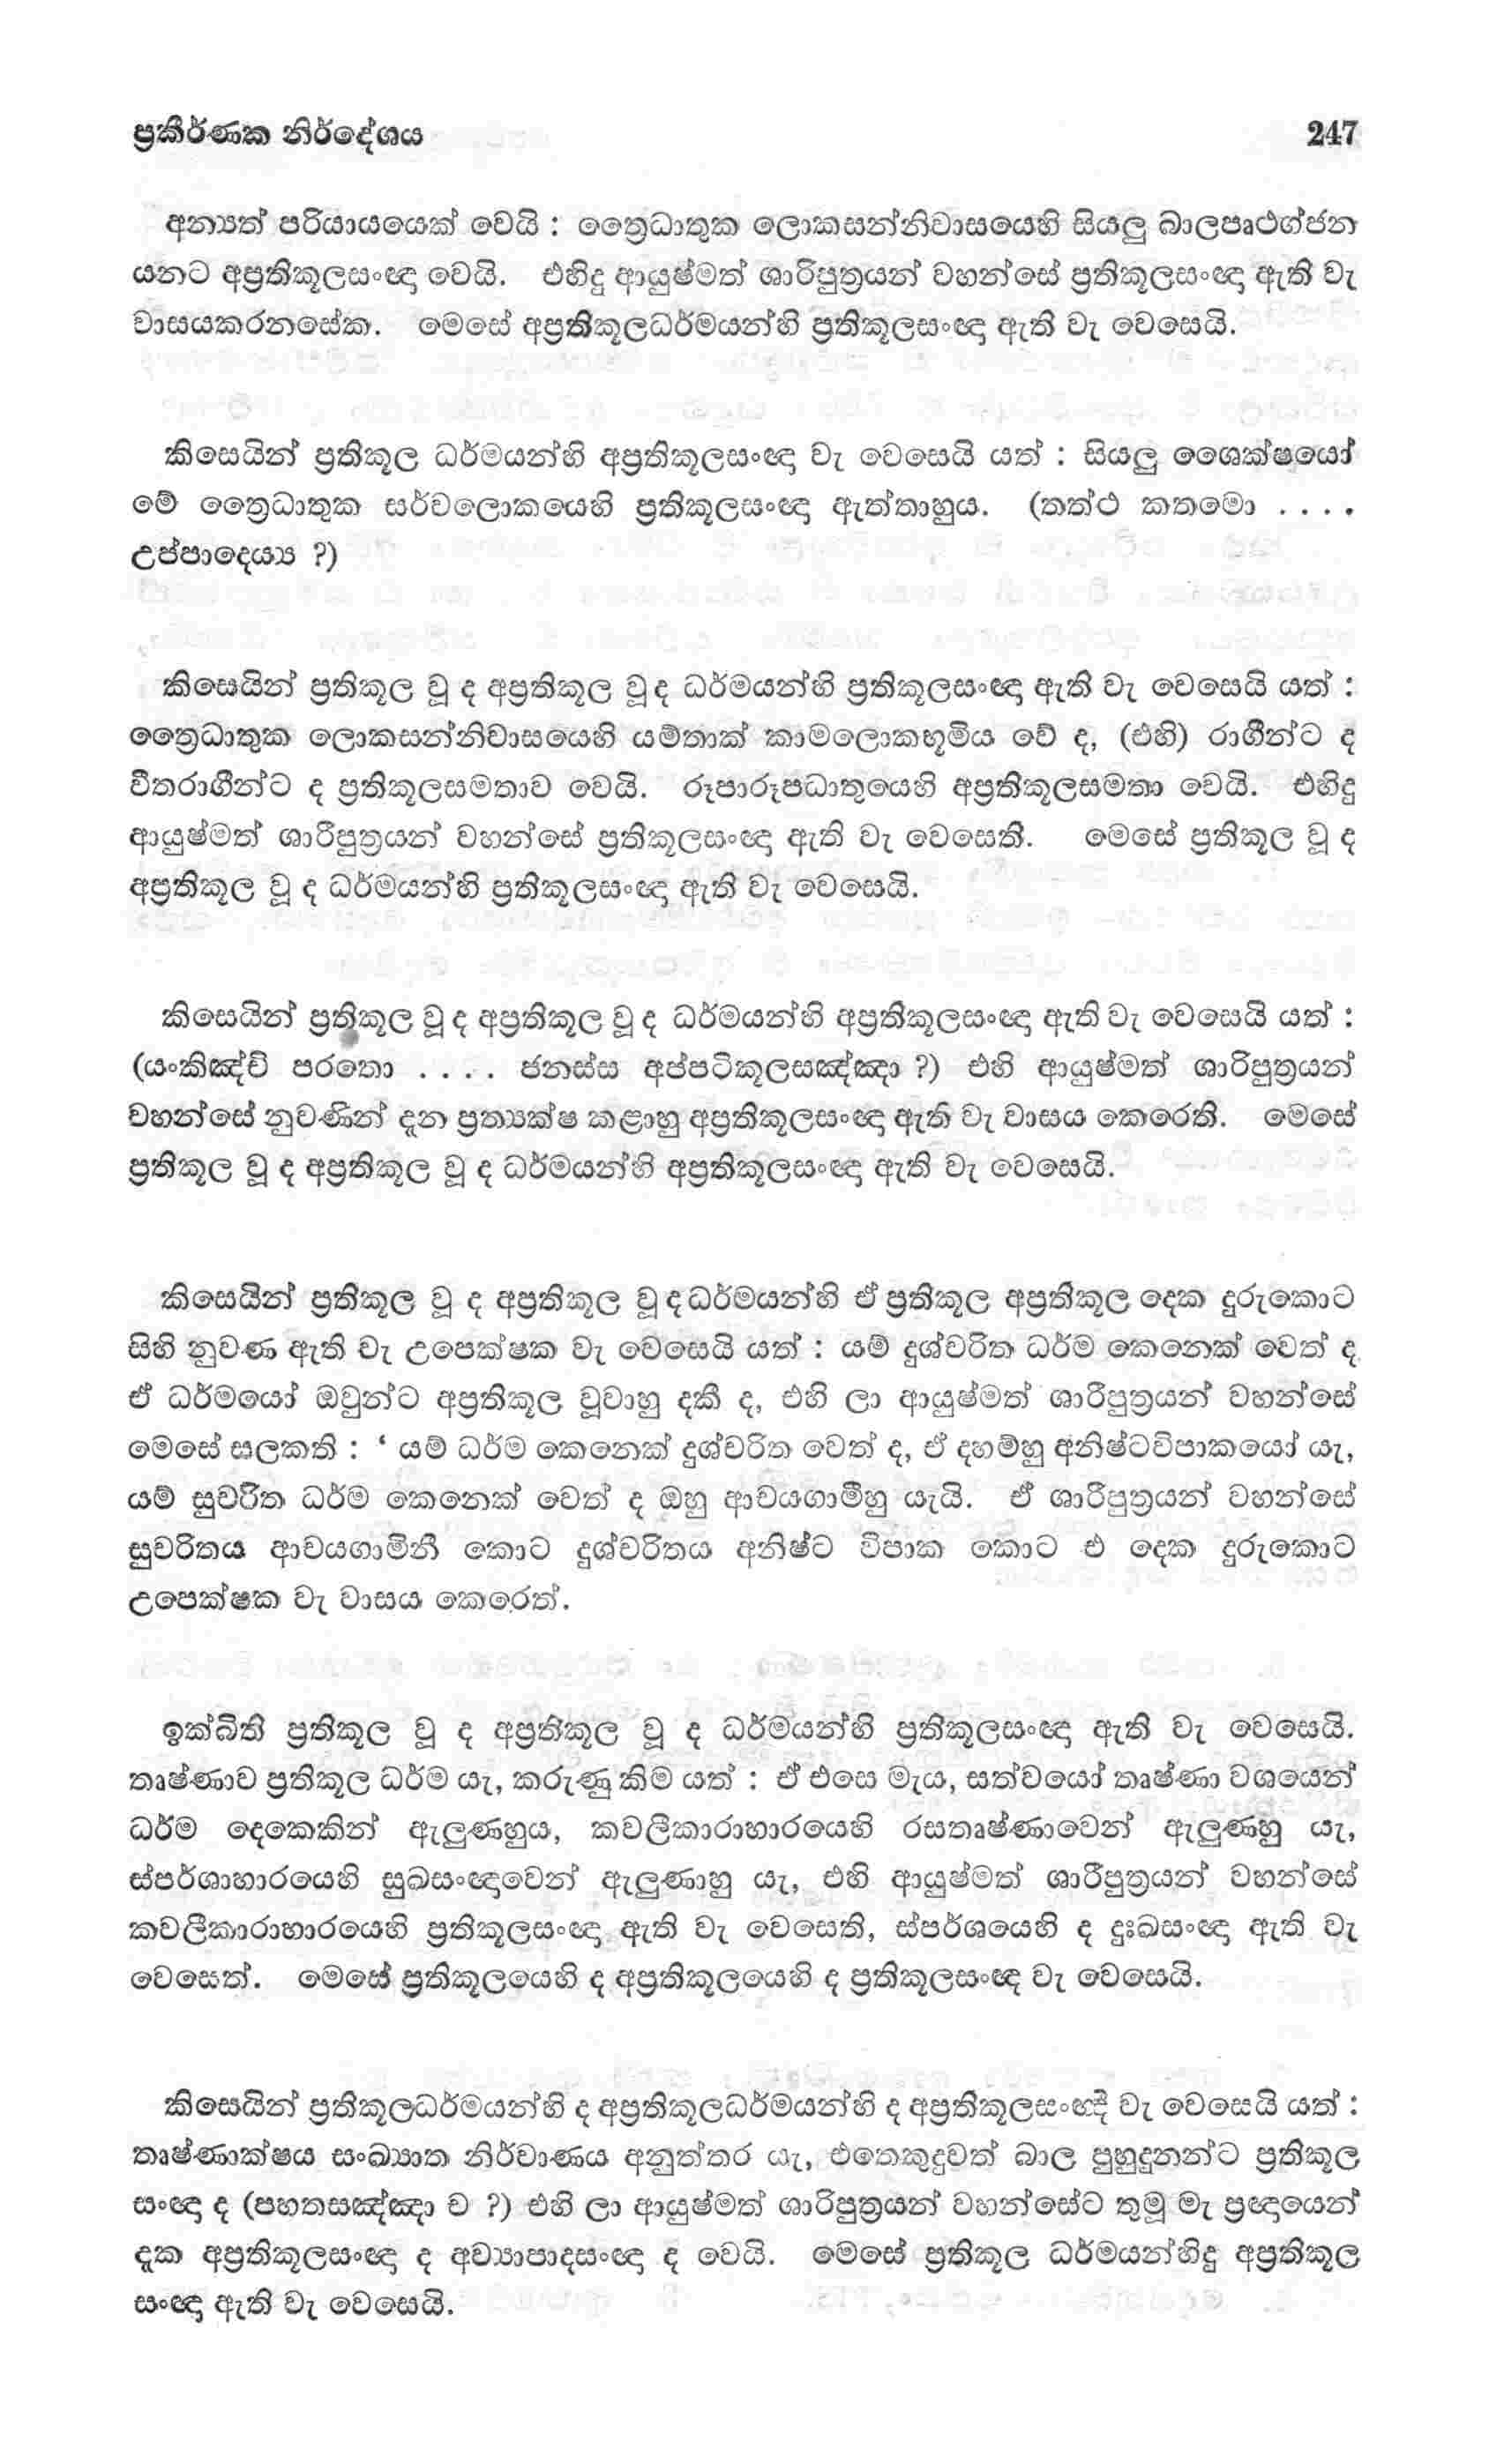 ප්‍රකීර්ණක නිර්දේශය 247
අන්‍යත් පරියායයෙක් වෙයි : ත්‍රෛධාතුක ලොකසන්නිවාසයෙහි සියලු බාලපෘථග්ජන
යනට අප්‍රතිකූලසංඥා වෙයි. එහිදු ආයුෂ්මත් ශාරිපුත්‍රයන් වහන්සේ ප්‍රතිකූලසංඥා ඇති වැ
වාසයකරනසේක. මෙසේ අප්‍රතිකූලධර්මයන්හි ප්‍රතිකූලසංඥා ඇති වැ වෙසෙයි.
කිසෙයින් ප්‍රතිකූල ධර්මයන්හි අප්‍රතිකූලසංඥා වැ වෙසෙයි යත් : සියලු ශෛක්ෂයෝ
මේ ත්‍රෛධාතුක සර්වලොකයෙහි ප්‍රතිකූලසංඥා ඇත්තාහුය. (තත්ථ කතමො . . . .
උප්පාදෙය්‍ය ?)
කිසෙයින් ප්‍රතිකූල වූ ද අප්‍රතිකූල වූ ද ධර්මයන්හි ප්‍රතිකූලසංඥා ඇති වැ වෙසෙයි යත් :
ත්‍රෛධාතුක ලොකසන්නිවාසයෙහි යම්තාක් කාමලොකභූමිය වේ ද, (එහි) රාගීන්ට ද
වීතරාගීන්ට ද ප්‍රතිකූලසමතාව වෙයි. රූපාරූපධාතුයෙහි අප්‍රතිකූලසමතා වෙයි. එහිදු
ආයුෂ්මත් ශාරීපුත්‍රයන් වහන්සේ ප්‍රතිකූලසංඥා ඇති වැ වෙසෙති. මෙසේ ප්‍රතිකූල වූ ද
අප්‍රතිකූල වූ ද ධර්මයන්හි ප්‍රතිකූලසංඥා ඇති වැ වෙසෙයි.
කිසෙයින් ප්‍රතිකූල වූ ද අප්‍රතිකූල වූ ද ධර්මයන්හි අප්‍රතිකූලසංඥා ඇති වැ වෙසෙයි යත් :
(යංකිඤ්චි පරතො . . . . ජනස්ස අප්පටිකූලසඤ්ඤා ?) එහි ආයුෂ්මත් ශාරිපුත්‍රයන්
වහන්සේ නුවණින් දැන ප්‍රත්‍යක්ෂ කළාහු අප්‍රතිකූලසංඥා ඇති වැ වාසය කෙරෙති. මෙසේ
ප්‍රතිකූල වූ ද අප්‍රතිකූල වූ ද ධර්මයන්හි අප්‍රතිකූලසංඥා ඇති වැ වෙසෙයි.
කිසෙයින් ප්‍රතිකූල වූ ද අප්‍රතිකූල වූ ද ධර්මයන්හි ඒ ප්‍රතිකූල අප්‍රතිකූල දෙක දුරුකොට
සිහි නුවණ ඇති වැ උපෙක්ෂක වැ වෙසෙයි යත් : යම් දුශ්චරිත ධර්ම කෙනෙක් වෙත් ද
ඒ ධර්මයෝ ඔවුන්ට අප්‍රතිකූල වූවාහු දකී ද, එහි ලා ආයුෂ්මත් ශාරීපුත්‍රයන් වහන්සේ
මෙසේ සලකති : ‘ යම් ධර්ම කෙනෙක් දුශ්චරිත වෙත් ද, ඒ දහම්හු අනිෂ්ටවිපාකයෝ යැ,
යම් සුචරිත ධර්ම කෙනෙක් වෙත් ද ඔහු ආචයගාමීහු යැයි. ඒ ශාරීපුත්‍රයන් වහන්සේ
සුචරිතය ආචයගාමිනී කොට දුශ්චරිතය අනිෂ්ට විපාක කොට එ දෙක දුරුකොට
උපෙක්ෂක වැ වාසය කෙරෙත්.
ඉක්බිති ප්‍රතිකූල වූ ද අප්‍රතිකූල වූ ද ධර්මයන්හි ප්‍රතිකූලසංඥා ඇති වැ වෙසෙයි.
තෘෂ්ණාව ප්‍රතිකූල ධර්ම යැ, කරුණු කිම යත් : ඒ එසෙ මැය, සත්වයෝ තෘෂ්ණා වශයෙන්
ධර්ම දෙකෙකින් ඇලුණහුය, කවලිකාරාහාරයෙහි රසතෘෂ්ණාවෙන් ඇලුණහු යැ,
ස්පර්ශාහාරයෙහි සුඛසංඥාවෙන් ඇලුණාහු යැ, එහි ආයුෂ්මත් ශාරීපුත්‍රයන් වහන්සේ
කවලීකාරාහාරයෙහි ප්‍රතිකූලසංඥා ඇති වැ වෙසෙති, ස්පර්ශයෙහි ද දුඃඛසංඥා ඇති වැ
වෙසෙත්. මෙසේ ප්‍රතිකූලයෙහි ද අප්‍රතිකූලයෙහි ද ප්‍රතිකූලසංඥ වැ වෙසෙයි.
කිසෙයින් ප්‍රතිකූලධර්මයන්හි ද අප්‍රතිකූලධර්මයන්හි ද අප්‍රතිකූලසංඥී වැ වෙසෙයි යත් :
තෘෂ්ණාක්ෂය සංඛ්‍යාත නිර්වාණය අනුත්තර යැ, එතෙකුදුවත් බාල පුහුදුනන්ට ප්‍රතිකූල
සංඥා ද (පහතසඤ්ඤා ච ?) එහි ලා ආයුෂ්මත් ශාරිපුත්‍රයන් වහන්සේට තුමූ මැ ප්‍රඥායෙන්
දැක අප්‍රතිකූලසංඥා ද අව්‍යාපාදසංඥා ද වෙයි. මෙසේ ප්‍රතිකූල ධර්මයන්හිදු අප්‍රතිකූල
සංඥා ඇති වැ වෙසෙයි.